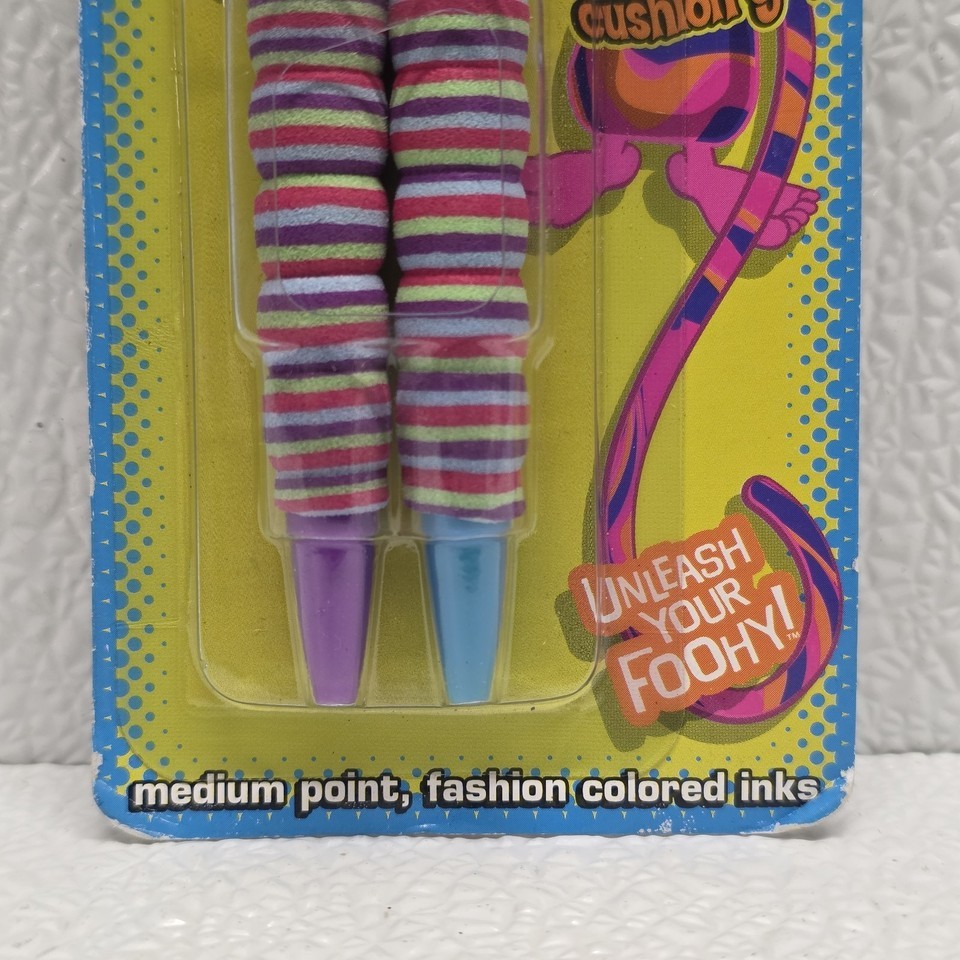 UNLEASH
YOUR
FOOHY!™
medium point, fashion colored inks